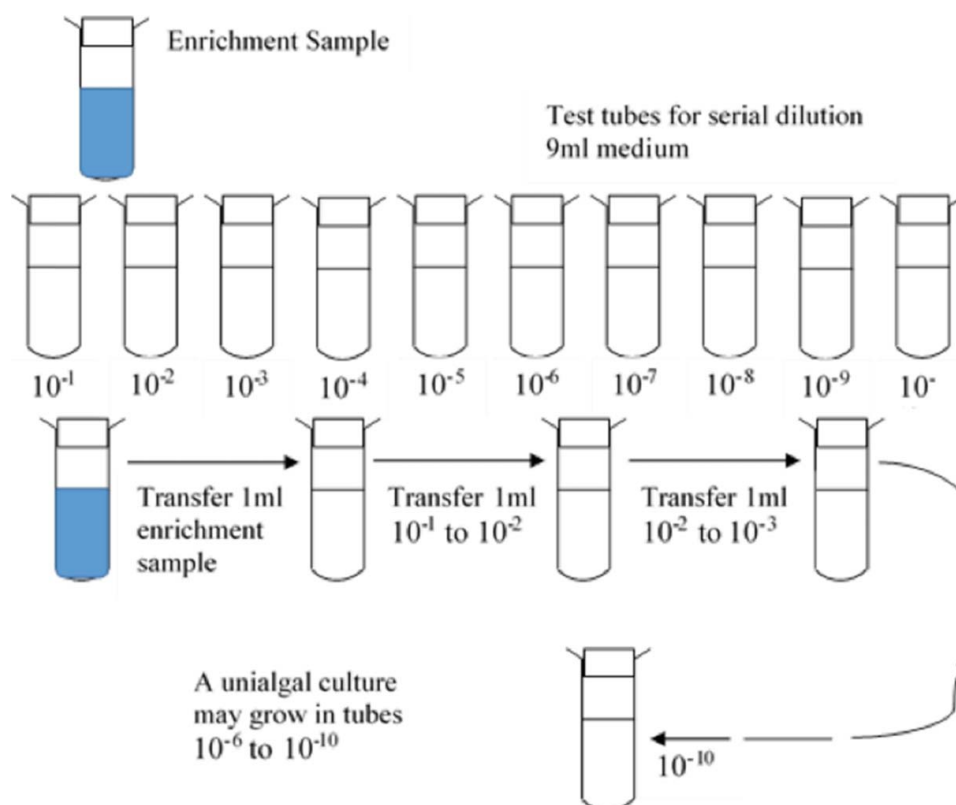 Enrichment Sample
Test tubes for serial dilution
9ml medium
10⁻¹ 10⁻² 10⁻³ 10⁻⁴ 10⁻⁵ 10⁻⁶ 10⁻⁷ 10⁻⁸ 10⁻⁹ 10⁻
Transfer 1ml
enrichment
sample
Transfer 1ml
10⁻¹ to 10⁻²
Transfer 1ml
10⁻² to 10⁻³
A unialgal culture
may grow in tubes
10⁻⁶ to 10⁻¹⁰
10⁻¹⁰